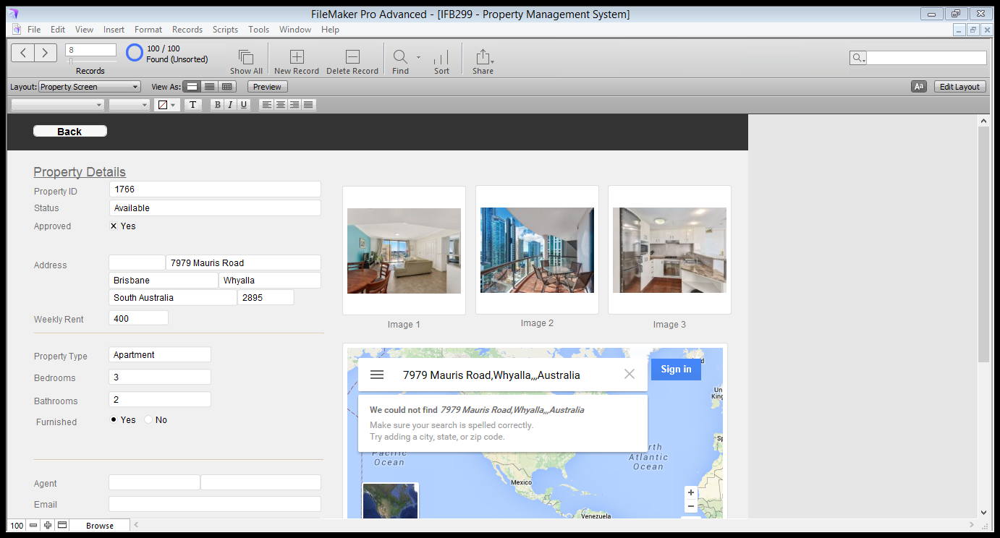 FileMaker Pro Advanced - [IFB299 - Property Management System]
File Edit View Insert Format Records Scripts Tools Window Help
8
100 / 100
Found (Unsorted)
Records
Show All New Record Delete Record Find Sort Share
Layout: Property Screen View As: Preview Aa Edit Layout
T B I U
Back
Property Details
Property ID 1766
Status Available
Approved Yes
Address 7979 Mauris Road
Brisbane Whyalla
South Australia 2895
Weekly Rent 400
Image 1 Image 2 Image 3
Property Type Apartment
Bedrooms 3
Bathrooms 2
Furnished Yes No
Agent
Email
7979 Mauris Road,Whyalla,,,Australia
Sign in
We could not find 7979 Mauris Road,Whyalla,,,Australia
Make sure your search is spelled correctly.
Try adding a city, state, or zip code.
Pacific
Ocean
Atlantic
Ocean
Mexico
Venezuela
100 Browse